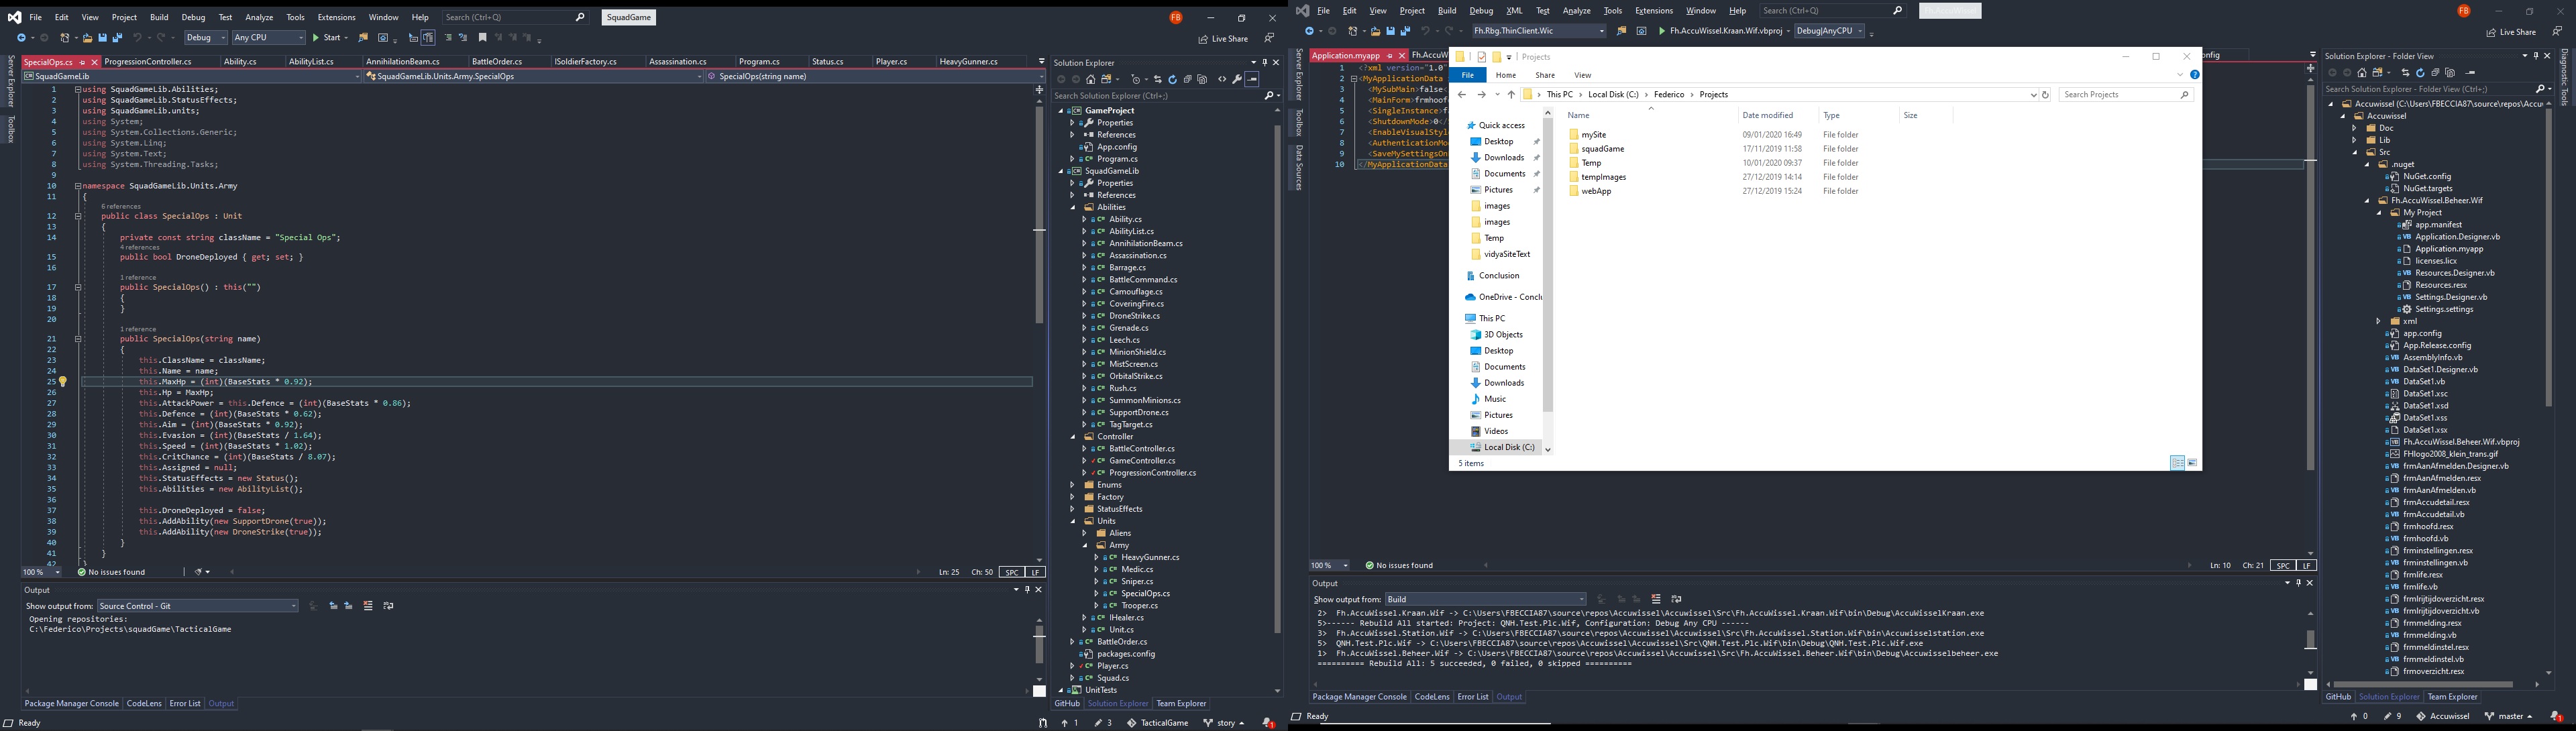 File Edit View Project Build Debug Test Analyze Tools Extensions Window Help Search (Ctrl+Q) SquadGame FB
Debug Any CPU Start Live Share
Server Explorer
Toolbox
SpecialOps.cs ProgressionController.cs Ability.cs AbilityList.cs AnnihilationBeam.cs BattleOrder.cs ISoldierFactory.cs Assassination.cs Program.cs Status.cs Player.cs HeavyGunner.cs
SquadGameLib SquadGameLib.Units.Army.SpecialOps SpecialOps(string name)
1 using SquadGameLib.Abilities;
2 using SquadGameLib.StatusEffects;
3 using SquadGameLib.units;
4 using System;
5 using System.Collections.Generic;
6 using System.Linq;
7 using System.Text;
8 using System.Threading.Tasks;
9
10 namespace SquadGameLib.Units.Army
11 {
6 references
12 public class SpecialOps : Unit
13 {
14 private const string className = "Special Ops";
4 references
15 public bool DroneDeployed { get; set; }
16
1 reference
17 public SpecialOps() : this("")
18 {
19 }
20
1 reference
21 public SpecialOps(string name)
22 {
23 this.ClassName = className;
24 this.Name = name;
25 this.MaxHp = (int)(BaseStats * 0.92);
26 this.Hp = MaxHp;
27 this.AttackPower = this.Defence = (int)(BaseStats * 0.86);
28 this.Defence = (int)(BaseStats * 0.62);
29 this.Aim = (int)(BaseStats * 0.92);
30 this.Evasion = (int)(BaseStats / 1.64);
31 this.Speed = (int)(BaseStats * 1.02);
32 this.CritChance = (int)(BaseStats / 8.07);
33 this.Assigned = null;
34 this.StatusEffects = new Status();
35 this.Abilities = new AbilityList();
36
37 this.DroneDeployed = false;
38 this.AddAbility(new SupportDrone(true));
39 this.AddAbility(new DroneStrike(true));
40 }
41 }
42 }
100 % No issues found Ln: 25 Ch: 50 SPC LF
Output
Show output from: Source Control - Git
Opening repositories:
C:\Federico\Projects\squadGame\TacticalGame
Package Manager Console CodeLens Error List Output
Ready 1 3 TacticalGame story 1
Solution Explorer
Search Solution Explorer (Ctrl+;)
GameProject
Properties
References
App.config
Program.cs
SquadGameLib
Properties
References
Abilities
Ability.cs
AbilityList.cs
AnnihilationBeam.cs
Assassination.cs
Barrage.cs
BattleCommand.cs
Camouflage.cs
CoveringFire.cs
DroneStrike.cs
Grenade.cs
Leech.cs
MinionShield.cs
MistScreen.cs
OrbitalStrike.cs
Rush.cs
SummonMinions.cs
SupportDrone.cs
TagTarget.cs
Controller
BattleController.cs
GameController.cs
ProgressionController.cs
Enums
Factory
StatusEffects
Units
Aliens
Army
HeavyGunner.cs
Medic.cs
Sniper.cs
SpecialOps.cs
Trooper.cs
IHealer.cs
Unit.cs
BattleOrder.cs
packages.config
Player.cs
Squad.cs
UnitTests
GitHub Solution Explorer Team Explorer
File Edit View Project Build Debug XML Test Analyze Tools Extensions Window Help Search (Ctrl+Q) FB
Fh.Rbg.ThinClient.Wic Fh.AccuWissel.Kraan.Wif.vbproj Debug|AnyCPU Live Share
Server Explorer
Toolbox
Data Sources
Application.myapp Fh.AccuW
1 <?xml version="1.0"
2 <MyApplicationData
3 <MySubMain>false<
4 <MainForm>frmhoofd
5 <SingleInstance>f
6 <ShutdownMode>0</
7 <EnableVisualStyl
8 <AuthenticationMo
9 <SaveMySettingsOn
10 </MyApplicationData
Projects
File Home Share View
This PC Local Disk (C:) Federico Projects Search Projects
Name Date modified Type Size
mySite 09/01/2020 16:49 File folder
squadGame 17/11/2019 11:58 File folder
Temp 10/01/2020 09:37 File folder
tempImages 27/12/2019 14:14 File folder
webApp 27/12/2019 15:24 File folder
Quick access
Desktop
Downloads
Documents
Pictures
images
images
Temp
vidyaSiteText
Conclusion
OneDrive - Conclu
This PC
3D Objects
Desktop
Documents
Downloads
Music
Pictures
Videos
Local Disk (C:)
5 items
100 % No issues found Ln: 10 Ch: 21 SPC LF
Output
Show output from: Build
2> Fh.AccuWissel.Kraan.Wif -> C:\Users\FBECCIA87\source\repos\Accuwissel\Accuwissel\Src\Fh.AccuWissel.Kraan.Wif\bin\Debug\AccuWisselKraan.exe
5>------ Rebuild All started: Project: QNH.Test.Plc.Wif, Configuration: Debug Any CPU ------
3> Fh.AccuWissel.Station.Wif -> C:\Users\FBECCIA87\source\repos\Accuwissel\Accuwissel\Src\Fh.AccuWissel.Station.Wif\bin\Accuwisselstation.exe
5> QNH.Test.Plc.Wif -> C:\Users\FBECCIA87\source\repos\Accuwissel\Accuwissel\Src\QNH.Test.Plc.Wif\bin\Debug\QNH.Test.Plc.Wif.exe
1> Fh.AccuWissel.Beheer.Wif -> C:\Users\FBECCIA87\source\repos\Accuwissel\Accuwissel\Src\Fh.AccuWissel.Beheer.Wif\bin\Debug\Accuwisselbeheer.exe
========== Rebuild All: 5 succeeded, 0 failed, 0 skipped ==========
Package Manager Console CodeLens Error List Output
Ready 0 9 Accuwissel master 1
Solution Explorer - Folder View
Search Solution Explorer - Folder View (Ctrl+;)
Diagnostic Tools
Accuwissel (C:\Users\FBECCIA87\source\repos\Accu
Accuwissel
Doc
Lib
Src
.nuget
NuGet.config
NuGet.targets
Fh.AccuWissel.Beheer.Wif
My Project
app.manifest
Application.Designer.vb
Application.myapp
licenses.licx
Resources.Designer.vb
Resources.resx
Settings.Designer.vb
Settings.settings
xml
app.config
App.Release.config
AssemblyInfo.vb
DataSet1.Designer.vb
DataSet1.vb
DataSet1.xsc
DataSet1.xsd
DataSet1.xss
DataSet1.xsx
Fh.AccuWissel.Beheer.Wif.vbproj
FHlogo2008_klein_trans.gif
frmAanAfmelden.Designer.vb
frmAanAfmelden.resx
frmAanAfmelden.vb
frmAccudetail.resx
frmAccudetail.vb
frmhoofd.resx
frmhoofd.vb
frminstellingen.resx
frminstellingen.vb
frmlife.resx
frmlife.vb
frmlrijtijdoverzicht.resx
frmlrijtijdoverzicht.vb
frmmelding.resx
frmmelding.vb
frmmeldinstel.resx
frmmeldinstel.vb
frmoverzicht.resx
GitHub Solution Explorer Team Explorer